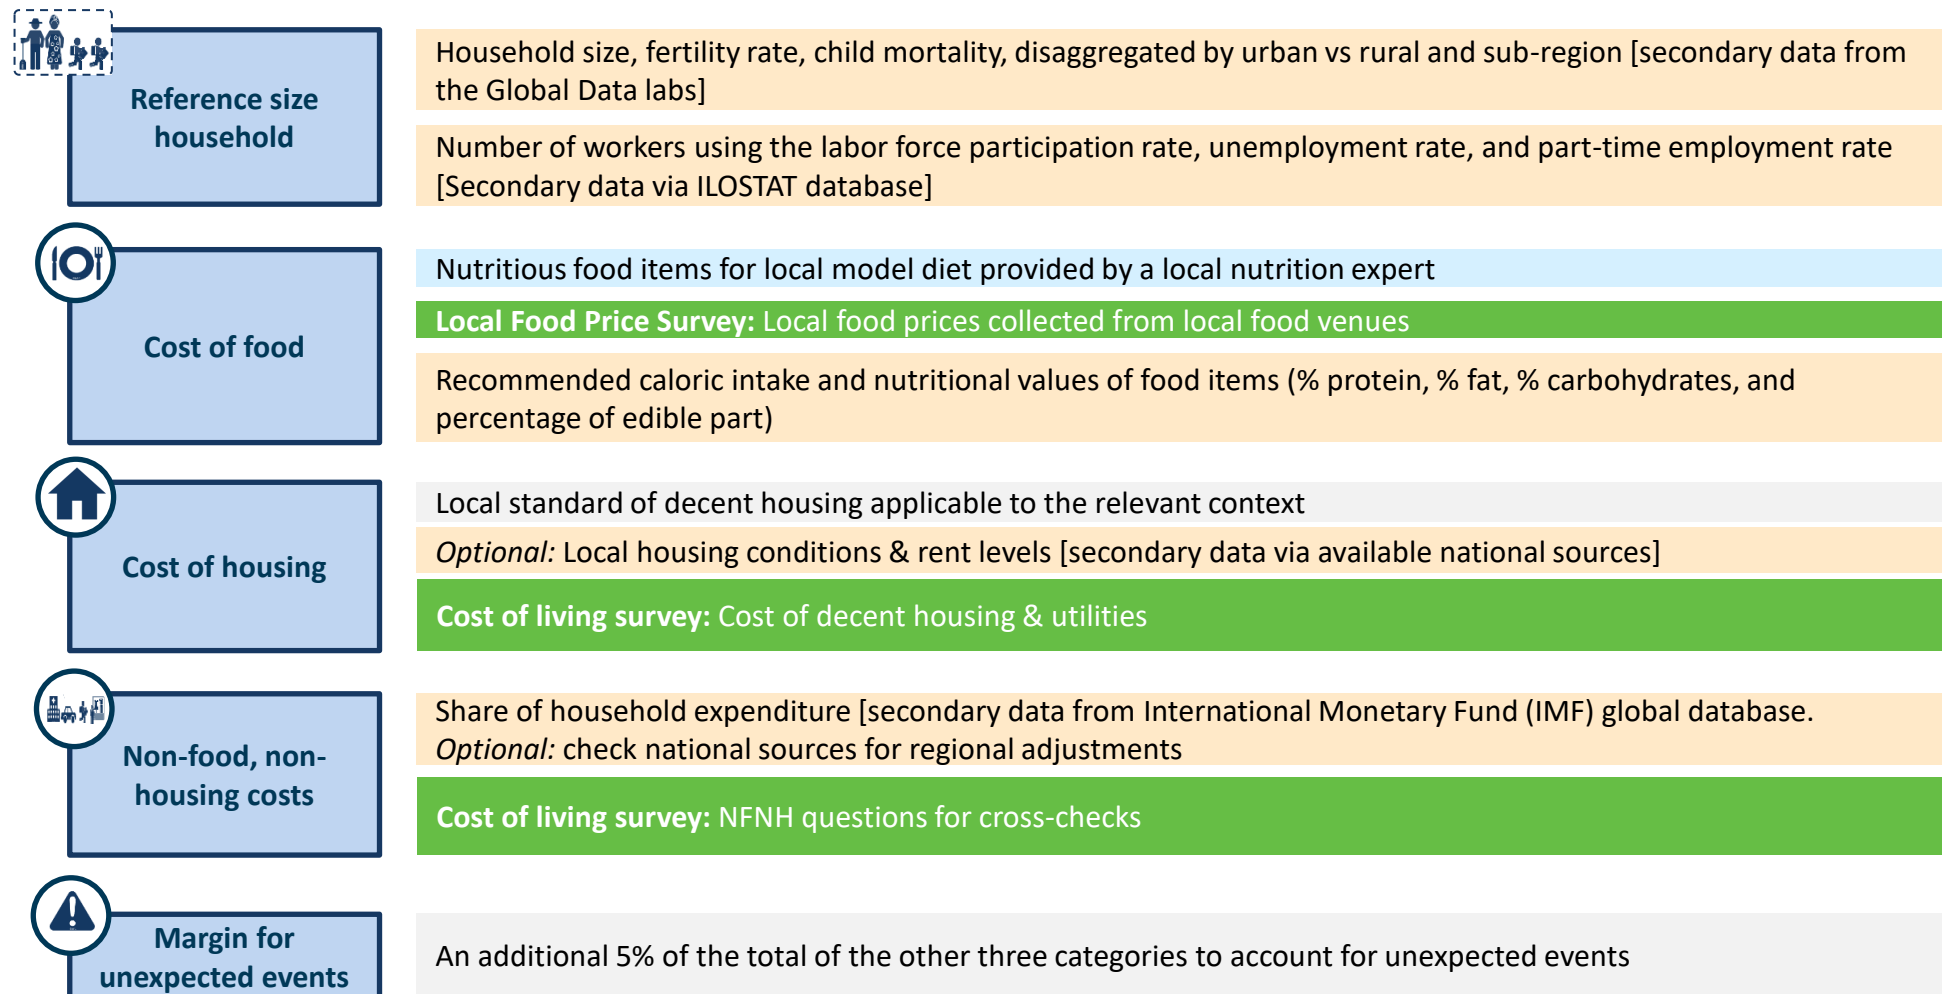 Reference size
household
Household size, fertility rate, child mortality, disaggregated by urban vs rural and sub-region [secondary data from
the Global Data labs]
Number of workers using the labor force participation rate, unemployment rate, and part-time employment rate
[Secondary data via ILOSTAT database]
Cost of food
Nutritious food items for local model diet provided by a local nutrition expert
Local Food Price Survey: Local food prices collected from local food venues
Recommended caloric intake and nutritional values of food items (% protein, % fat, % carbohydrates, and
percentage of edible part)
Cost of housing
Local standard of decent housing applicable to the relevant context
Optional: Local housing conditions & rent levels [secondary data via available national sources]
Cost of living survey: Cost of decent housing & utilities
Non-food, non-
housing costs
Share of household expenditure [secondary data from International Monetary Fund (IMF) global database.
Optional: check national sources for regional adjustments
Cost of living survey: NFNH questions for cross-checks
Margin for
unexpected events
An additional 5% of the total of the other three categories to account for unexpected events